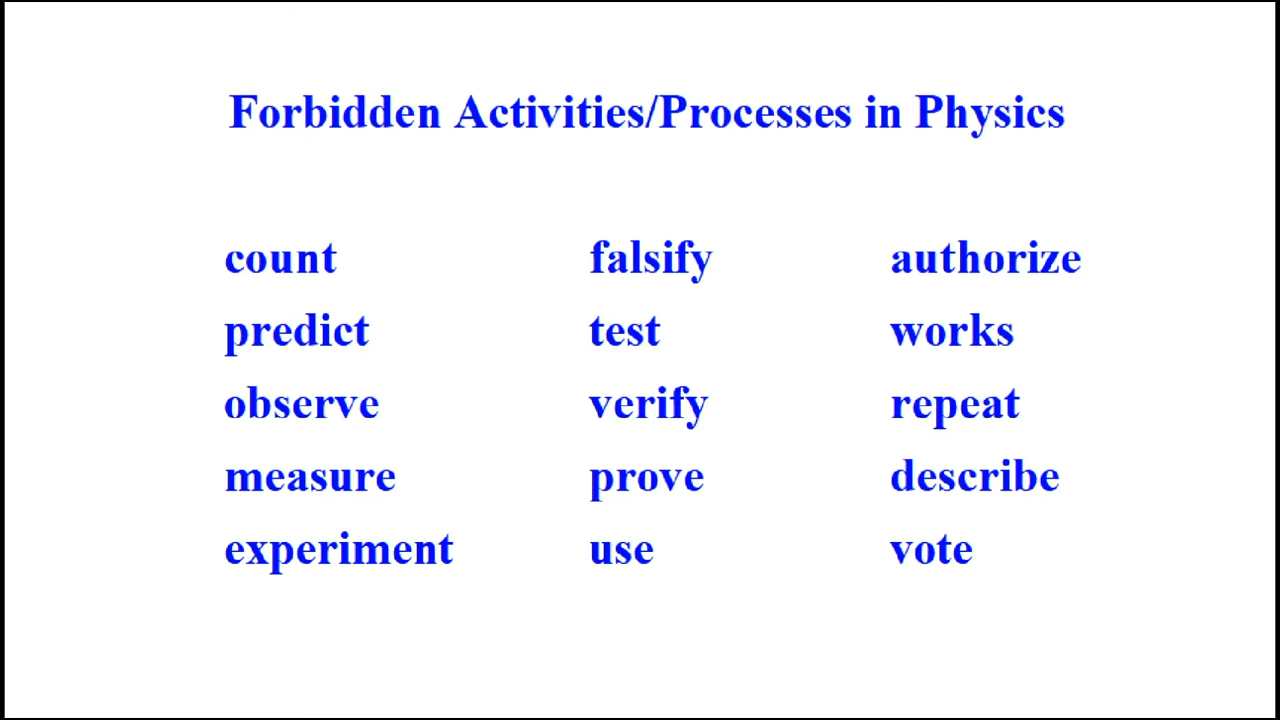 Forbidden Activities/Processes in Physics
count falsify authorize
predict test works
observe verify repeat
measure prove describe
experiment use vote